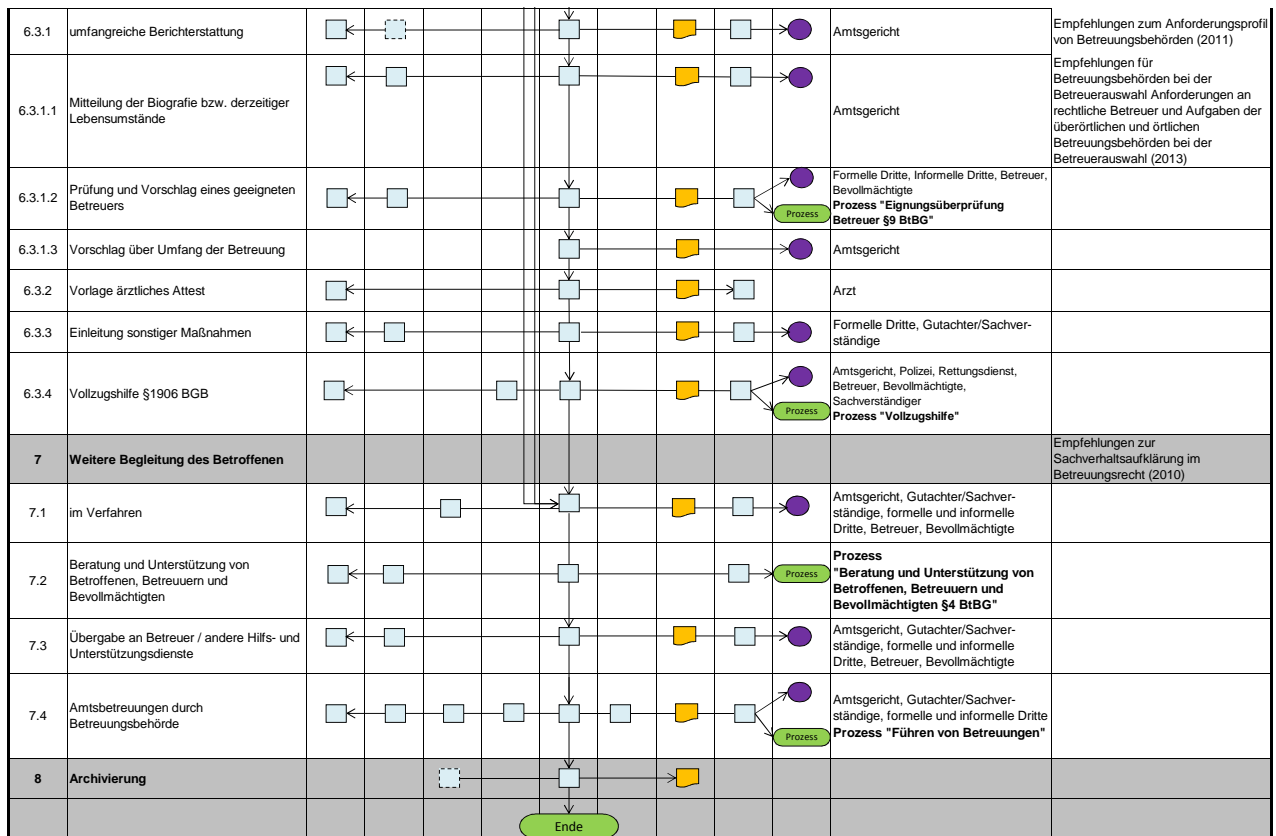 6.3.1
umfangreiche Berichterstattung
Amtsgericht
Empfehlungen zum Anforderungsprofil
von Betreuungsbehörden (2011)
6.3.1.1
Mitteilung der Biografie bzw. derzeitiger
Lebensumstände
Amtsgericht
Empfehlungen für
Betreuungsbehörden bei der
Betreuerauswahl Anforderungen an
rechtliche Betreuer und Aufgaben der
überörtlichen und örtlichen
Betreuungsbehörden bei der
Betreuerauswahl (2013)
6.3.1.2
Prüfung und Vorschlag eines geeigneten
Betreuers
Prozess
Formelle Dritte, Informelle Dritte, Betreuer,
Bevollmächtigte
Prozess "Eignungsüberprüfung
Betreuer §9 BtBG"
6.3.1.3
Vorschlag über Umfang der Betreuung
Amtsgericht
6.3.2
Vorlage ärztliches Attest
Arzt
6.3.3
Einleitung sonstiger Maßnahmen
Formelle Dritte, Gutachter/Sachver-
ständige
6.3.4
Vollzugshilfe §1906 BGB
Prozess
Amtsgericht, Polizei, Rettungsdienst,
Betreuer, Bevollmächtigte,
Sachverständiger
Prozess "Vollzugshilfe"
7
Weitere Begleitung des Betroffenen
Empfehlungen zur
Sachverhaltsaufklärung im
Betreuungsrecht (2010)
7.1
im Verfahren
Amtsgericht, Gutachter/Sachver-
ständige, formelle und informelle
Dritte, Betreuer, Bevollmächtigte
7.2
Beratung und Unterstützung von
Betroffenen, Betreuuern und
Bevollmächtigten
Prozess
Prozess
"Beratung und Unterstützung von
Betroffenen, Betreuuern und
Bevollmächtigten §4 BtBG"
7.3
Übergabe an Betreuer / andere Hilfs- und
Unterstützungsdienste
Amtsgericht, Gutachter/Sachver-
ständige, formelle und informelle
Dritte, Betreuer, Bevollmächtigte
7.4
Amtsbetreuungen durch
Betreuungsbehörde
Prozess
Amtsgericht, Gutachter/Sachver-
ständige, formelle und informelle Dritte
Prozess "Führen von Betreuungen"
8
Archivierung
Ende